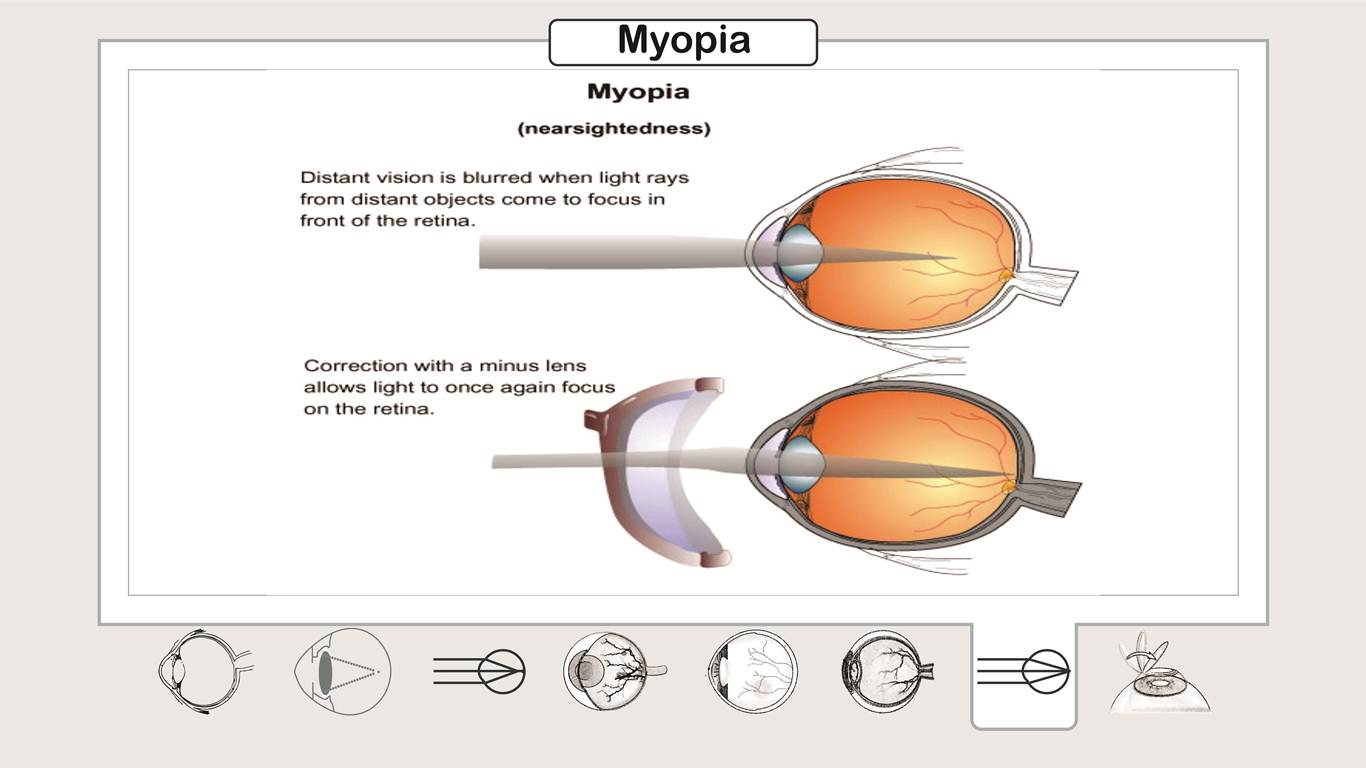 Myopia
Myopia
(nearsightedness)
Distant vision is blurred when light rays
from distant objects come to focus in
front of the retina.
Correction with a minus lens
allows light to once again focus
on the retina.